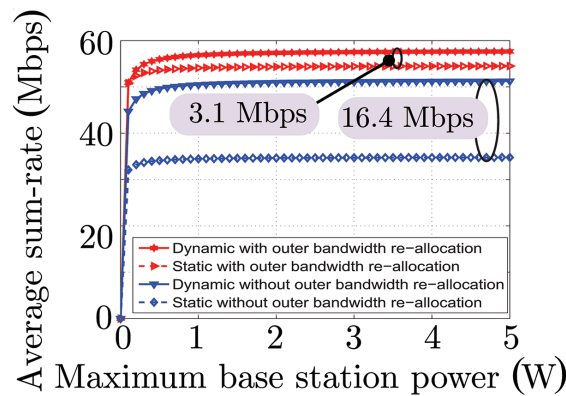 Average sum-rate (Mbps)
60
40
20
0
3.1 Mbps
16.4 Mbps
Dynamic with outer bandwidth re-allocation
Static with outer bandwidth re-allocation
Dynamic without outer bandwidth re-allocation
Static without outer bandwidth re-allocation
0 1 2 3 4 5
Maximum base station power (W)